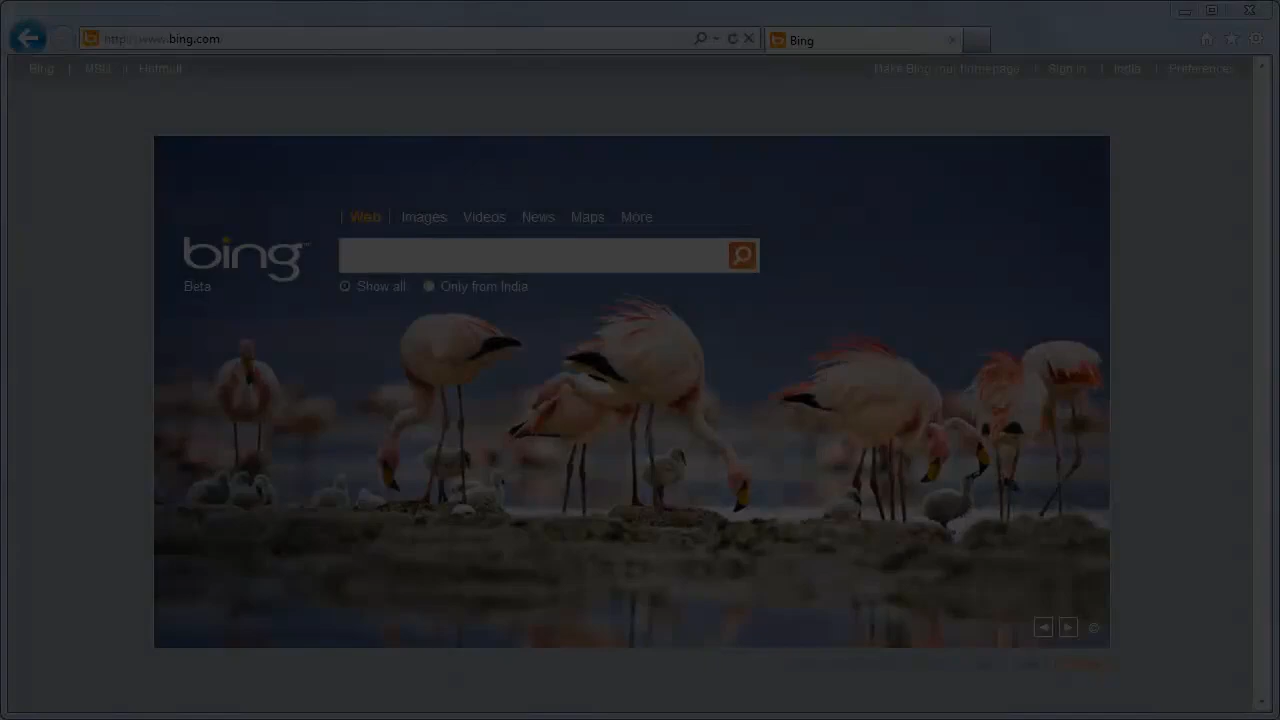 http://www.bing.com
Bing
Bing | MSN | Hotmail
Make Bing your homepage | Sign in | India | Preferences
Web
Images
Videos
News
Maps
More
bing
Beta
Show all
Only from India